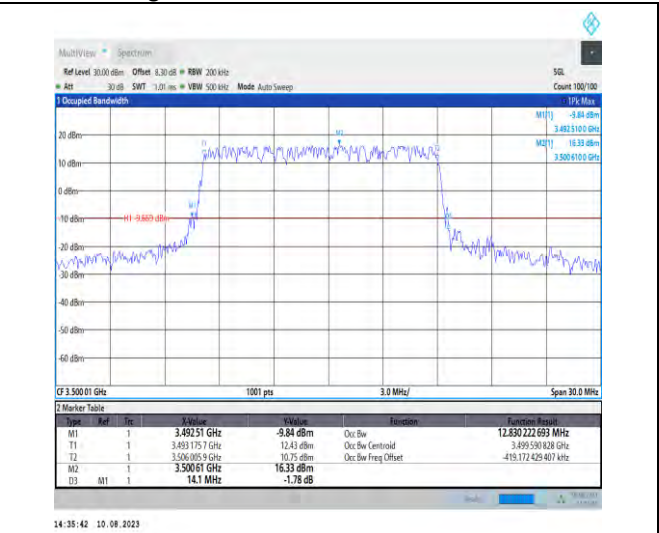 MultiView Spectrum
Ref Level 30.00 dBm Offset 8.30 dB RBW 200 kHz SGL
Att 30 dB SWT 1.01 ms VBW 500 kHz Mode Auto Sweep Count 100/100
1 Occupied Bandwidth 1Pk Max
M1[1] -9.84 dBm
3.492 510 0 GHz
M2[1] 16.33 dBm
3.500 610 0 GHz
20 dBm
M2
T1
10 dBm
0 dBm
M1
-10 dBm H1 -9.669 dBm
-20 dBm
-30 dBm
-40 dBm
-50 dBm
-60 dBm
CF 3.500 01 GHz 1001 pts 3.0 MHz/ Span 30.0 MHz
2 Marker Table
Type Ref Trc X-Value Y-Value Function Function Result
M1 1 3.492 51 GHz -9.84 dBm Occ Bw 12.830 222 693 MHz
T1 1 3.493 175 7 GHz 12.43 dBm Occ Bw Centroid 3.499 590 828 GHz
T2 1 3.506 005 9 GHz 10.75 dBm Occ Bw Freq Offset -419.172 429 407 kHz
M2 1 3.500 61 GHz 16.33 dBm
D3 M1 1 14.1 MHz -1.78 dB
14:35:42 10.08.2023